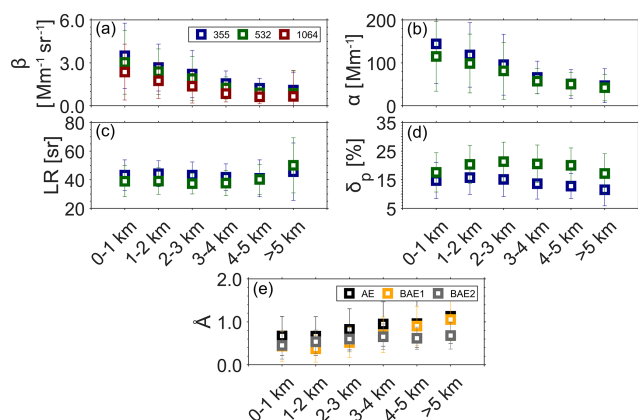 (a)
355 532 1064
β
[Mm⁻¹ sr⁻¹]
6.0
3.0
1.0
0.0
(b)
α [Mm⁻¹]
200
100
0
(c)
LR [sr]
80
60
40
20
0-1 km 1-2 km 2-3 km 3-4 km 4-5 km >5 km
(d)
δp [%]
35
25
15
5
0-1 km 1-2 km 2-3 km 3-4 km 4-5 km >5 km
(e)
AE BAE1 BAE2
Å
2.0
1.0
0.0
0-1 km 1-2 km 2-3 km 3-4 km 4-5 km >5 km